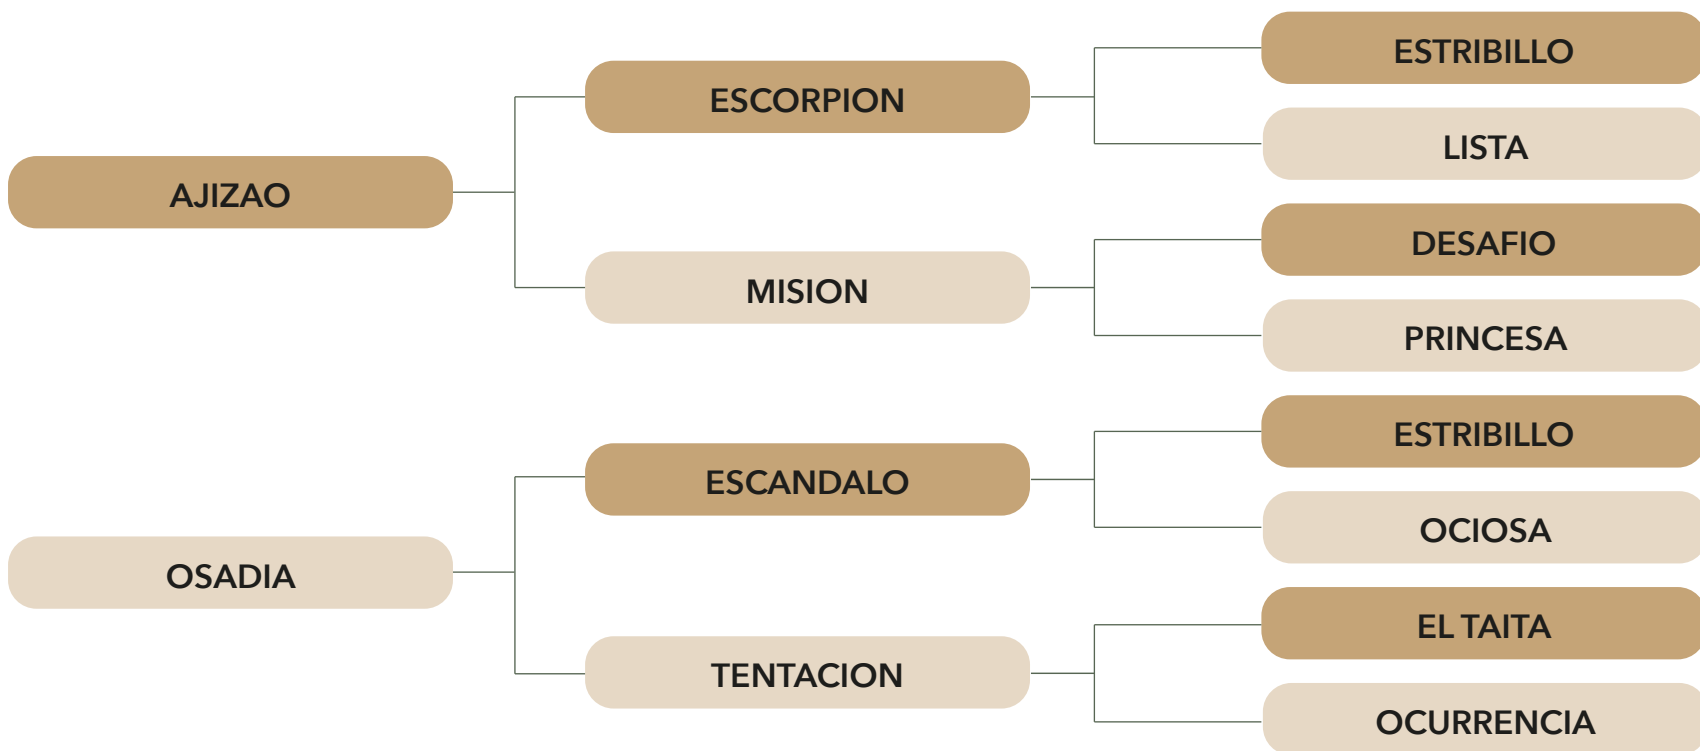 ESTRIBILLO
ESCORPION
LISTA
AJIZAO
DESAFIO
MISION
PRINCESA
ESTRIBILLO
ESCANDALO
OCIOSA
OSADIA
EL TAITA
TENTACION
OCURRENCIA